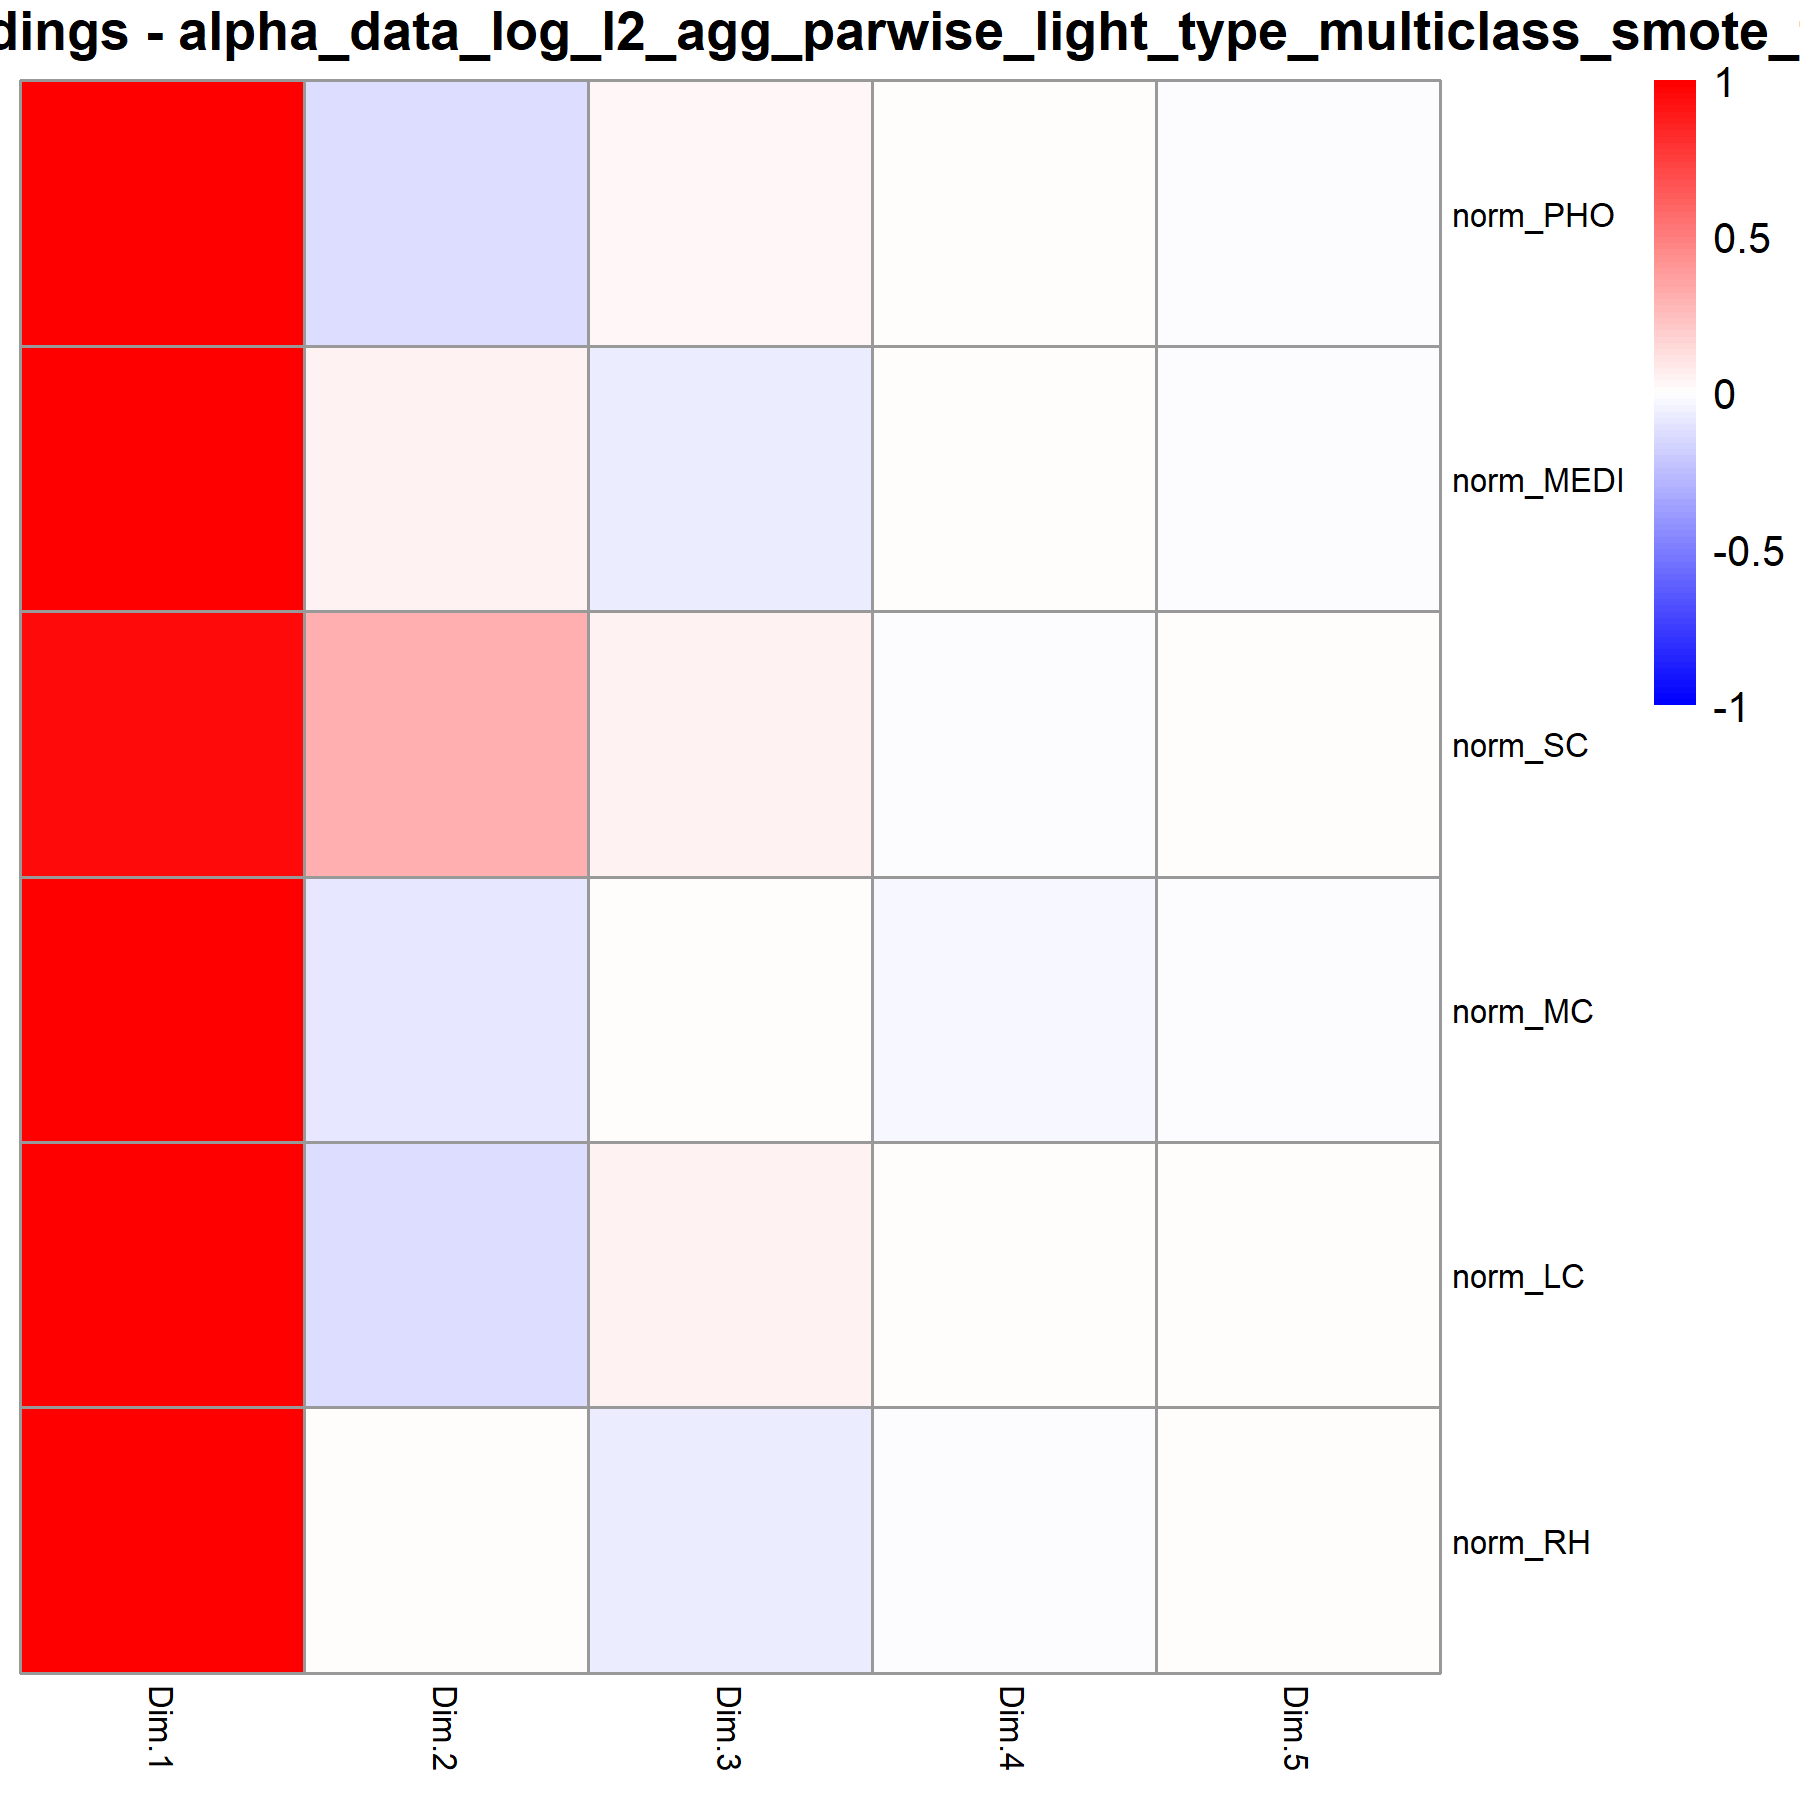 dings - alpha_data_log_l2_agg_parwise_light_type_multiclass_smote_
1
0.5
0
-0.5
-1
norm_PHO
norm_MEDI
norm_SC
norm_MC
norm_LC
norm_RH
Dim.1
Dim.2
Dim.3
Dim.4
Dim.5